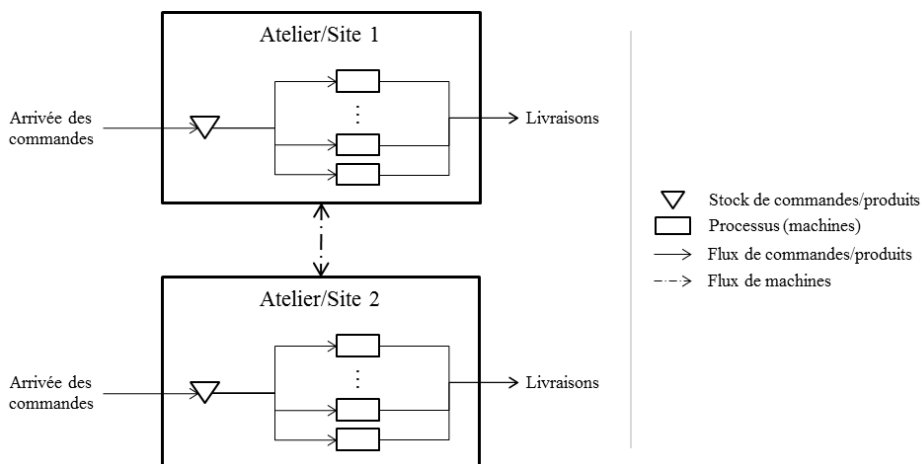 Atelier/Site 1
Arrivée des
commandes
Livraisons
Atelier/Site 2
Arrivée des
commandes
Livraisons
Stock de commandes/produits
Processus (machines)
Flux de commandes/produits
Flux de machines